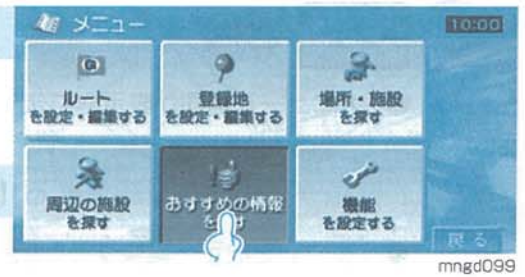 メニュー
10:00
ルート
を設定・編集する
登録地
を設定・編集する
場所・施設
を探す
周辺の施設
を探す
おすすめの情報
を
機能
を設定する
戻る
mngd099